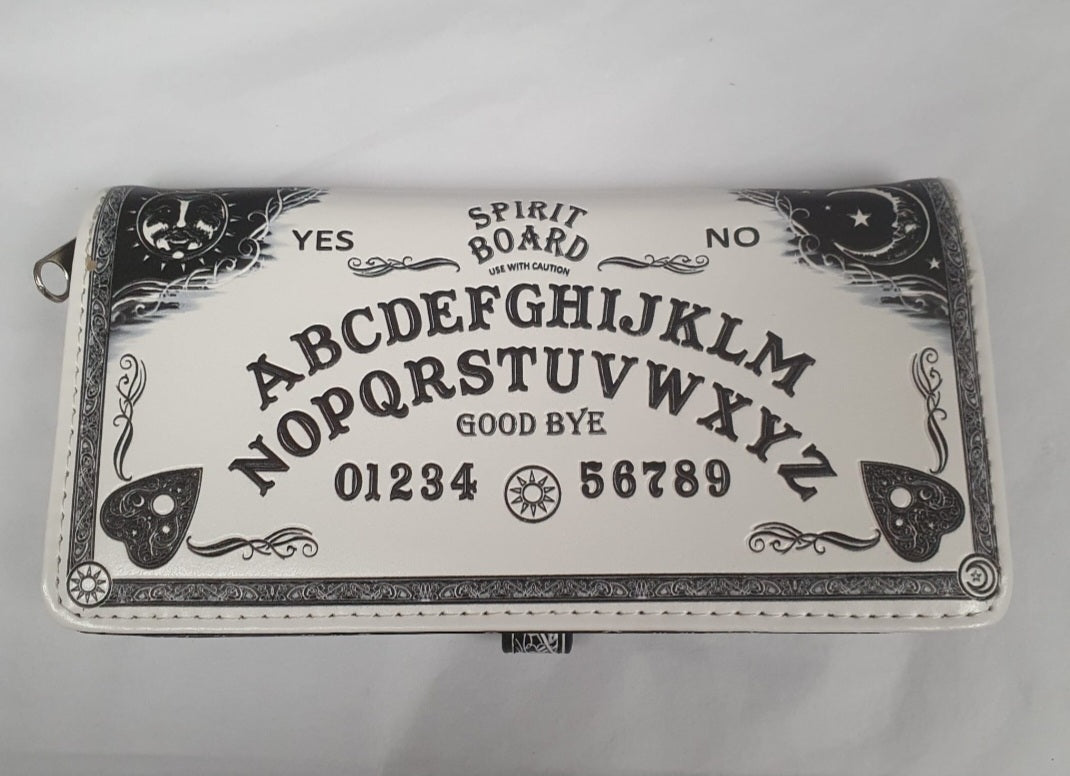 SPIRIT
YES BOARD NO
USE WITH CAUTION
ABCDEFGHIJKLM
NOPQRSTUVWXYZ
GOOD BYE
01234 56789